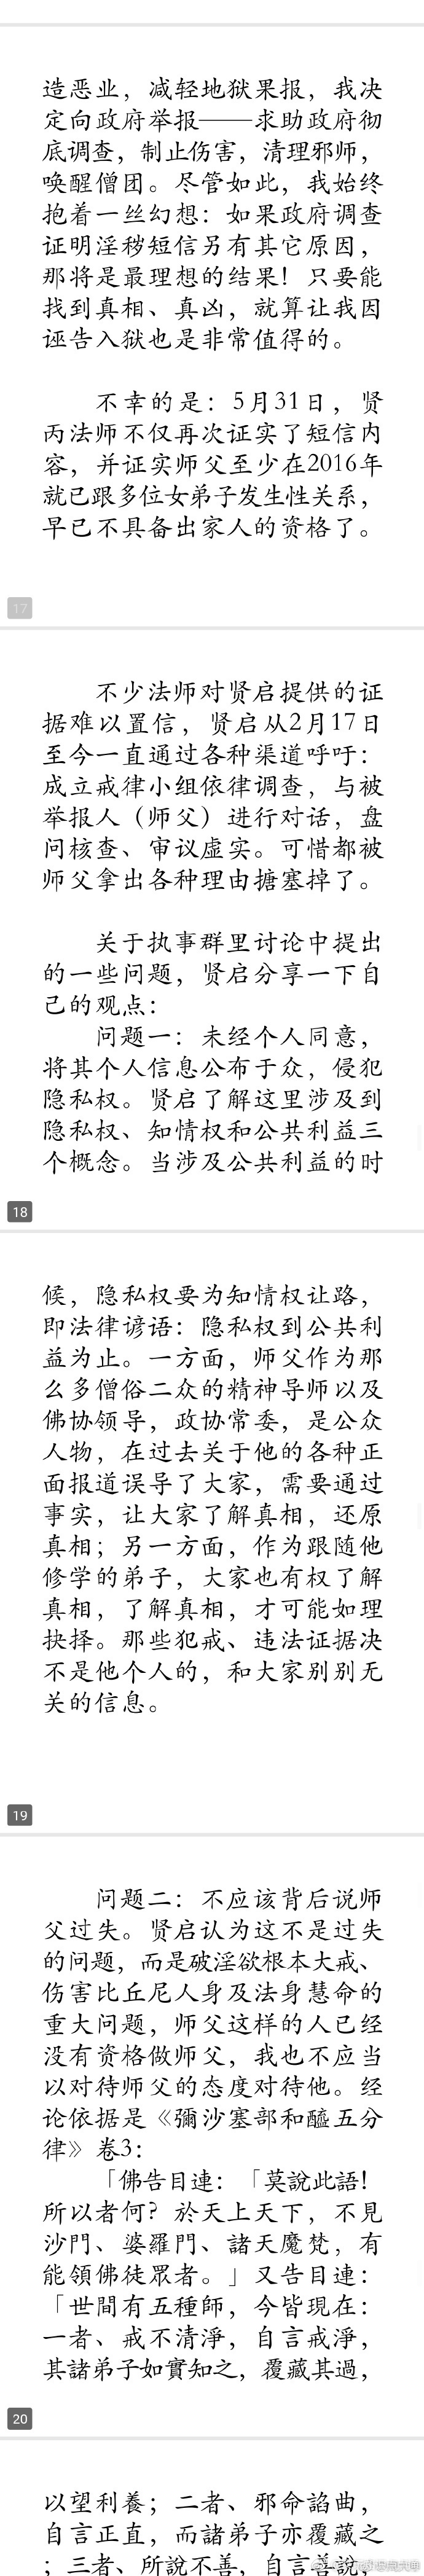 造恶业，减轻地狱果报，我决
定向政府举报——求助政府彻
底调查，制止伤害，清理邪师，
唤醒僧团。尽管如此，我始终
抱着一丝幻想：如果政府调查
证明淫秽短信另有其它原因，
那将是最理想的结果！只要能
找到真相、真凶，就算让我因
诬告入狱也是非常值得的。
不幸的是：5月31日，贤
丙法师不仅再次证实了短信内
容，并证实师父至少在2016年
就已跟多位女弟子发生性关系，
早已不具备出家人的资格了。
17
不少法师对贤启提供的证
据难以置信，贤启从2月17日
至今一直通过各种渠道呼吁：
成立戒律小组依律调查，与被
举报人（师父）进行对话，盘
问核查、审议虚实。可惜都被
师父拿出各种理由搪塞掉了。
关于执事群里讨论中提出
的一些问题，贤启分享一下自
己的观点：
问题一：未经个人同意，
将其个人信息公布于众，侵犯
隐私权。贤启了解这里涉及到
隐私权、知情权和公共利益三
个概念。当涉及公共利益的时
18
候，隐私权要为知情权让路，
即法律谚语：隐私权到公共利
益为止。一方面，师父作为那
么多僧俗二众的精神导师以及
佛协领导，政协常委，是公众
人物，在过去关于他的各种正
面报道误导了大家，需要通过
事实，让大家了解真相，还原
真相；另一方面，作为跟随他
修学的弟子，大家也有权了解
真相，了解真相，才可能如理
抉择。那些犯戒、违法证据决
不是他个人的，和大家别别无
关的信息。
19
问题二：不应该背后说师
父过失。贤启认为这不是过失
的问题，而是破淫欲根本大戒、
伤害比丘尼人身及法身慧命的
重大问题，师父这样的人已经
没有资格做师父，我也不应当
以对待师父的态度对待他。经
论依据是《彌沙塞部和醯五分
律》卷3：
「佛告目連：「莫說此語！
所以者何？於天上天下，不見
沙門、婆羅門、諸天魔梵，有
能領佛徒眾者。」又告目連：
「世間有五種師，今皆現在：
一者、戒不清淨，自言戒淨，
其諸弟子如實知之，覆藏其過，
20
以望利養；二者、邪命諂曲，
自言正直，而諸弟子亦覆藏之
；三者、所說不善，自言善說，